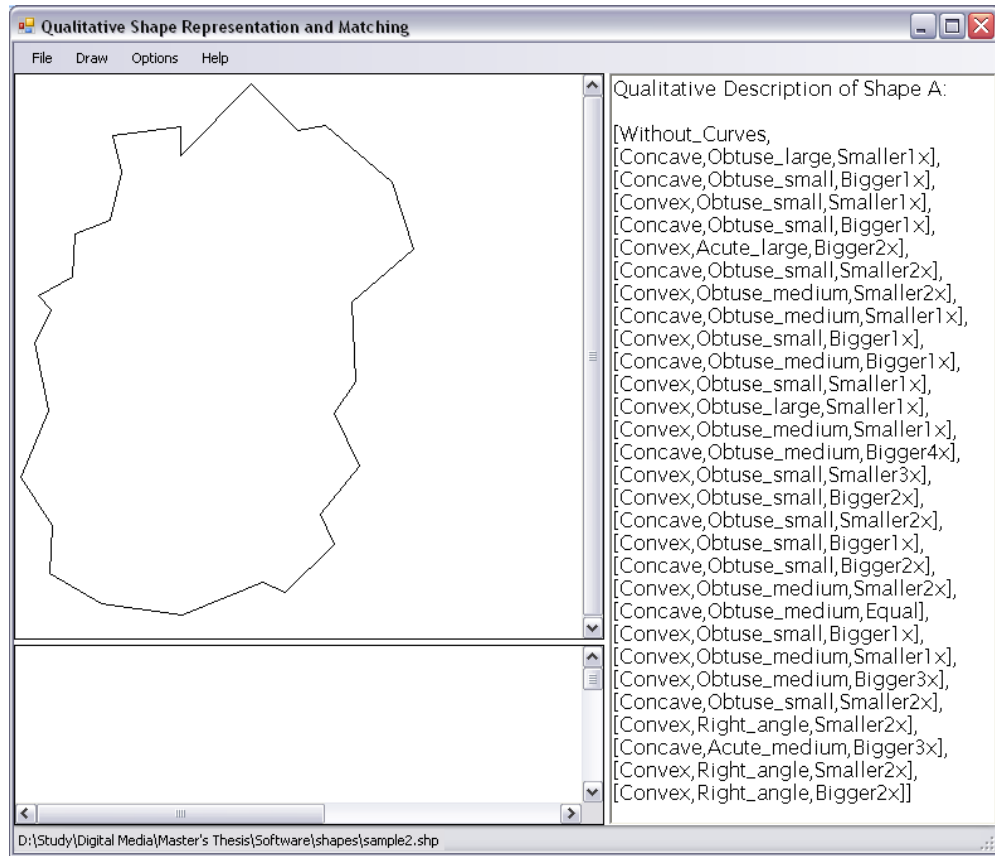 Qualitative Shape Representation and Matching
File Draw Options Help
Qualitative Description of Shape A:
[Without_Curves,
[Concave,Obtuse_large,Smaller1x],
[Concave,Obtuse_small,Bigger1x],
[Convex,Obtuse_small,Smaller1x],
[Concave,Obtuse_small,Bigger1x],
[Convex,Acute_large,Bigger2x],
[Concave,Obtuse_small,Smaller2x],
[Convex,Obtuse_medium,Smaller2x],
[Concave,Obtuse_medium,Smaller1x],
[Convex,Obtuse_small,Bigger1x],
[Concave,Obtuse_medium,Bigger1x],
[Convex,Obtuse_small,Smaller1x],
[Convex,Obtuse_large,Smaller1x],
[Convex,Obtuse_medium,Smaller1x],
[Concave,Obtuse_medium,Bigger4x],
[Convex,Obtuse_small,Smaller3x],
[Convex,Obtuse_small,Bigger2x],
[Concave,Obtuse_small,Smaller2x],
[Convex,Obtuse_small,Bigger1x],
[Concave,Obtuse_small,Bigger2x],
[Convex,Obtuse_medium,Smaller2x],
[Concave,Obtuse_medium,Equal],
[Convex,Obtuse_small,Bigger1x],
[Convex,Obtuse_medium,Smaller1x],
[Convex,Obtuse_medium,Bigger3x],
[Concave,Obtuse_small,Smaller2x],
[Convex,Right_angle,Smaller2x],
[Concave,Acute_medium,Bigger3x],
[Convex,Right_angle,Smaller2x],
[Convex,Right_angle,Bigger2x]]
D:\Study\Digital Media\Master's Thesis\Software\shapes\sample2.shp